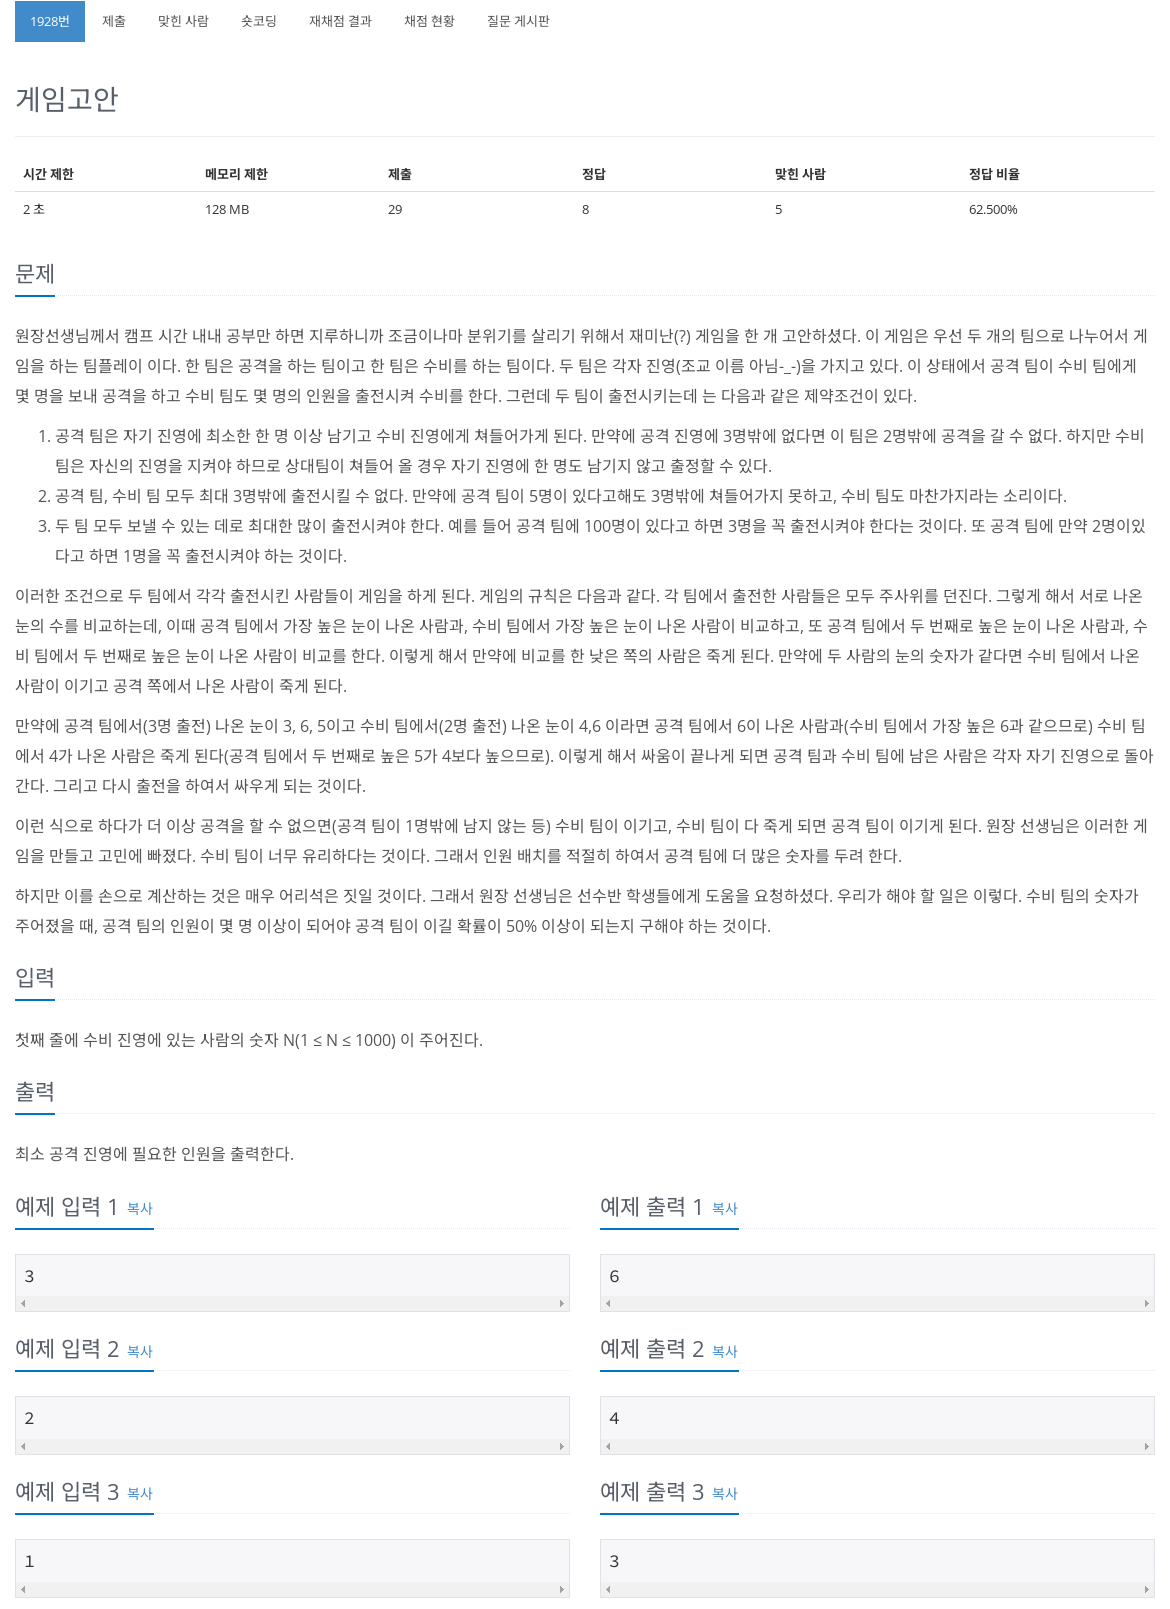 1928번 제출 맞힌 사람 숏코딩 재채점 결과 채점 현황 질문 게시판
게임고안
시간 제한 메모리 제한 제출 정답 맞힌 사람 정답 비율
2 초 128 MB 29 8 5 62.500%
문제
원장선생님께서 캠프 시간 내내 공부만 하면 지루하니까 조금이나마 분위기를 살리기 위해서 재미난(?) 게임을 한 개 고안하셨다. 이 게임은 우선 두 개의 팀으로 나누어서 게
임을 하는 팀플레이 이다. 한 팀은 공격을 하는 팀이고 한 팀은 수비를 하는 팀이다. 두 팀은 각자 진영(조교 이름 아님-_-)을 가지고 있다. 이 상태에서 공격 팀이 수비 팀에게
몇 명을 보내 공격을 하고 수비 팀도 몇 명의 인원을 출전시켜 수비를 한다. 그런데 두 팀이 출전시키는데 는 다음과 같은 제약조건이 있다.
1. 공격 팀은 자기 진영에 최소한 한 명 이상 남기고 수비 진영에게 쳐들어가게 된다. 만약에 공격 진영에 3명밖에 없다면 이 팀은 2명밖에 공격을 갈 수 없다. 하지만 수비
팀은 자신의 진영을 지켜야 하므로 상대팀이 쳐들어 올 경우 자기 진영에 한 명도 남기지 않고 출정할 수 있다.
2. 공격 팀, 수비 팀 모두 최대 3명밖에 출전시킬 수 없다. 만약에 공격 팀이 5명이 있다고해도 3명밖에 쳐들어가지 못하고, 수비 팀도 마찬가지라는 소리이다.
3. 두 팀 모두 보낼 수 있는 데로 최대한 많이 출전시켜야 한다. 예를 들어 공격 팀에 100명이 있다고 하면 3명을 꼭 출전시켜야 한다는 것이다. 또 공격 팀에 만약 2명이있
다고 하면 1명을 꼭 출전시켜야 하는 것이다.
이러한 조건으로 두 팀에서 각각 출전시킨 사람들이 게임을 하게 된다. 게임의 규칙은 다음과 같다. 각 팀에서 출전한 사람들은 모두 주사위를 던진다. 그렇게 해서 서로 나온
눈의 수를 비교하는데, 이때 공격 팀에서 가장 높은 눈이 나온 사람과, 수비 팀에서 가장 높은 눈이 나온 사람이 비교하고, 또 공격 팀에서 두 번째로 높은 눈이 나온 사람과, 수
비 팀에서 두 번째로 높은 눈이 나온 사람이 비교를 한다. 이렇게 해서 만약에 비교를 한 낮은 쪽의 사람은 죽게 된다. 만약에 두 사람의 눈의 숫자가 같다면 수비 팀에서 나온
사람이 이기고 공격 쪽에서 나온 사람이 죽게 된다.
만약에 공격 팀에서(3명 출전) 나온 눈이 3, 6, 5이고 수비 팀에서(2명 출전) 나온 눈이 4,6 이라면 공격 팀에서 6이 나온 사람과(수비 팀에서 가장 높은 6과 같으므로) 수비 팀
에서 4가 나온 사람은 죽게 된다(공격 팀에서 두 번째로 높은 5가 4보다 높으므로). 이렇게 해서 싸움이 끝나게 되면 공격 팀과 수비 팀에 남은 사람은 각자 자기 진영으로 돌아
간다. 그리고 다시 출전을 하여서 싸우게 되는 것이다.
이런 식으로 하다가 더 이상 공격을 할 수 없으면(공격 팀이 1명밖에 남지 않는 등) 수비 팀이 이기고, 수비 팀이 다 죽게 되면 공격 팀이 이기게 된다. 원장 선생님은 이러한 게
임을 만들고 고민에 빠졌다. 수비 팀이 너무 유리하다는 것이다. 그래서 인원 배치를 적절히 하여서 공격 팀에 더 많은 숫자를 두려 한다.
하지만 이를 손으로 계산하는 것은 매우 어리석은 짓일 것이다. 그래서 원장 선생님은 선수반 학생들에게 도움을 요청하셨다. 우리가 해야 할 일은 이렇다. 수비 팀의 숫자가
주어졌을 때, 공격 팀의 인원이 몇 명 이상이 되어야 공격 팀이 이길 확률이 50% 이상이 되는지 구해야 하는 것이다.
입력
첫째 줄에 수비 진영에 있는 사람의 숫자 N(1 ≤ N ≤ 1000) 이 주어진다.
출력
최소 공격 진영에 필요한 인원을 출력한다.
예제 입력 1 복사
3
예제 출력 1 복사
6
예제 입력 2 복사
2
예제 출력 2 복사
4
예제 입력 3 복사
1
예제 출력 3 복사
3